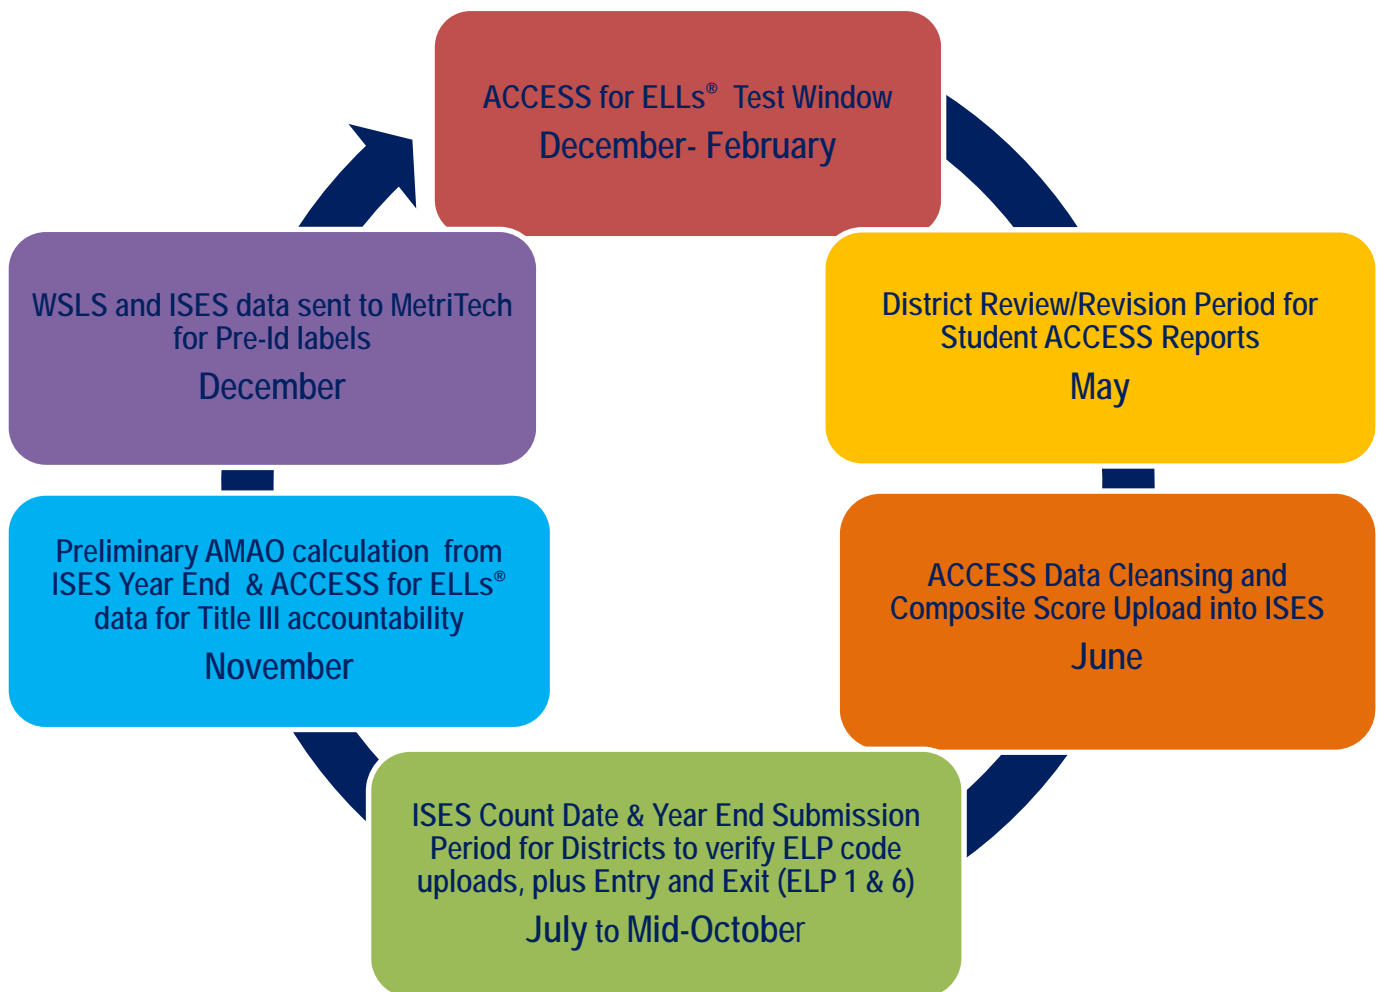 ACCESS for ELLs® Test Window
December- February
District Review/Revision Period for
Student ACCESS Reports
May
ACCESS Data Cleansing and
Composite Score Upload into ISES
June
ISES Count Date & Year End Submission
Period for Districts to verify ELP code
uploads, plus Entry and Exit (ELP 1 & 6)
July to Mid-October
Preliminary AMAO calculation from
ISES Year End & ACCESS for ELLs®
data for Title III accountability
November
WSLS and ISES data sent to MetriTech
for Pre-Id labels
December